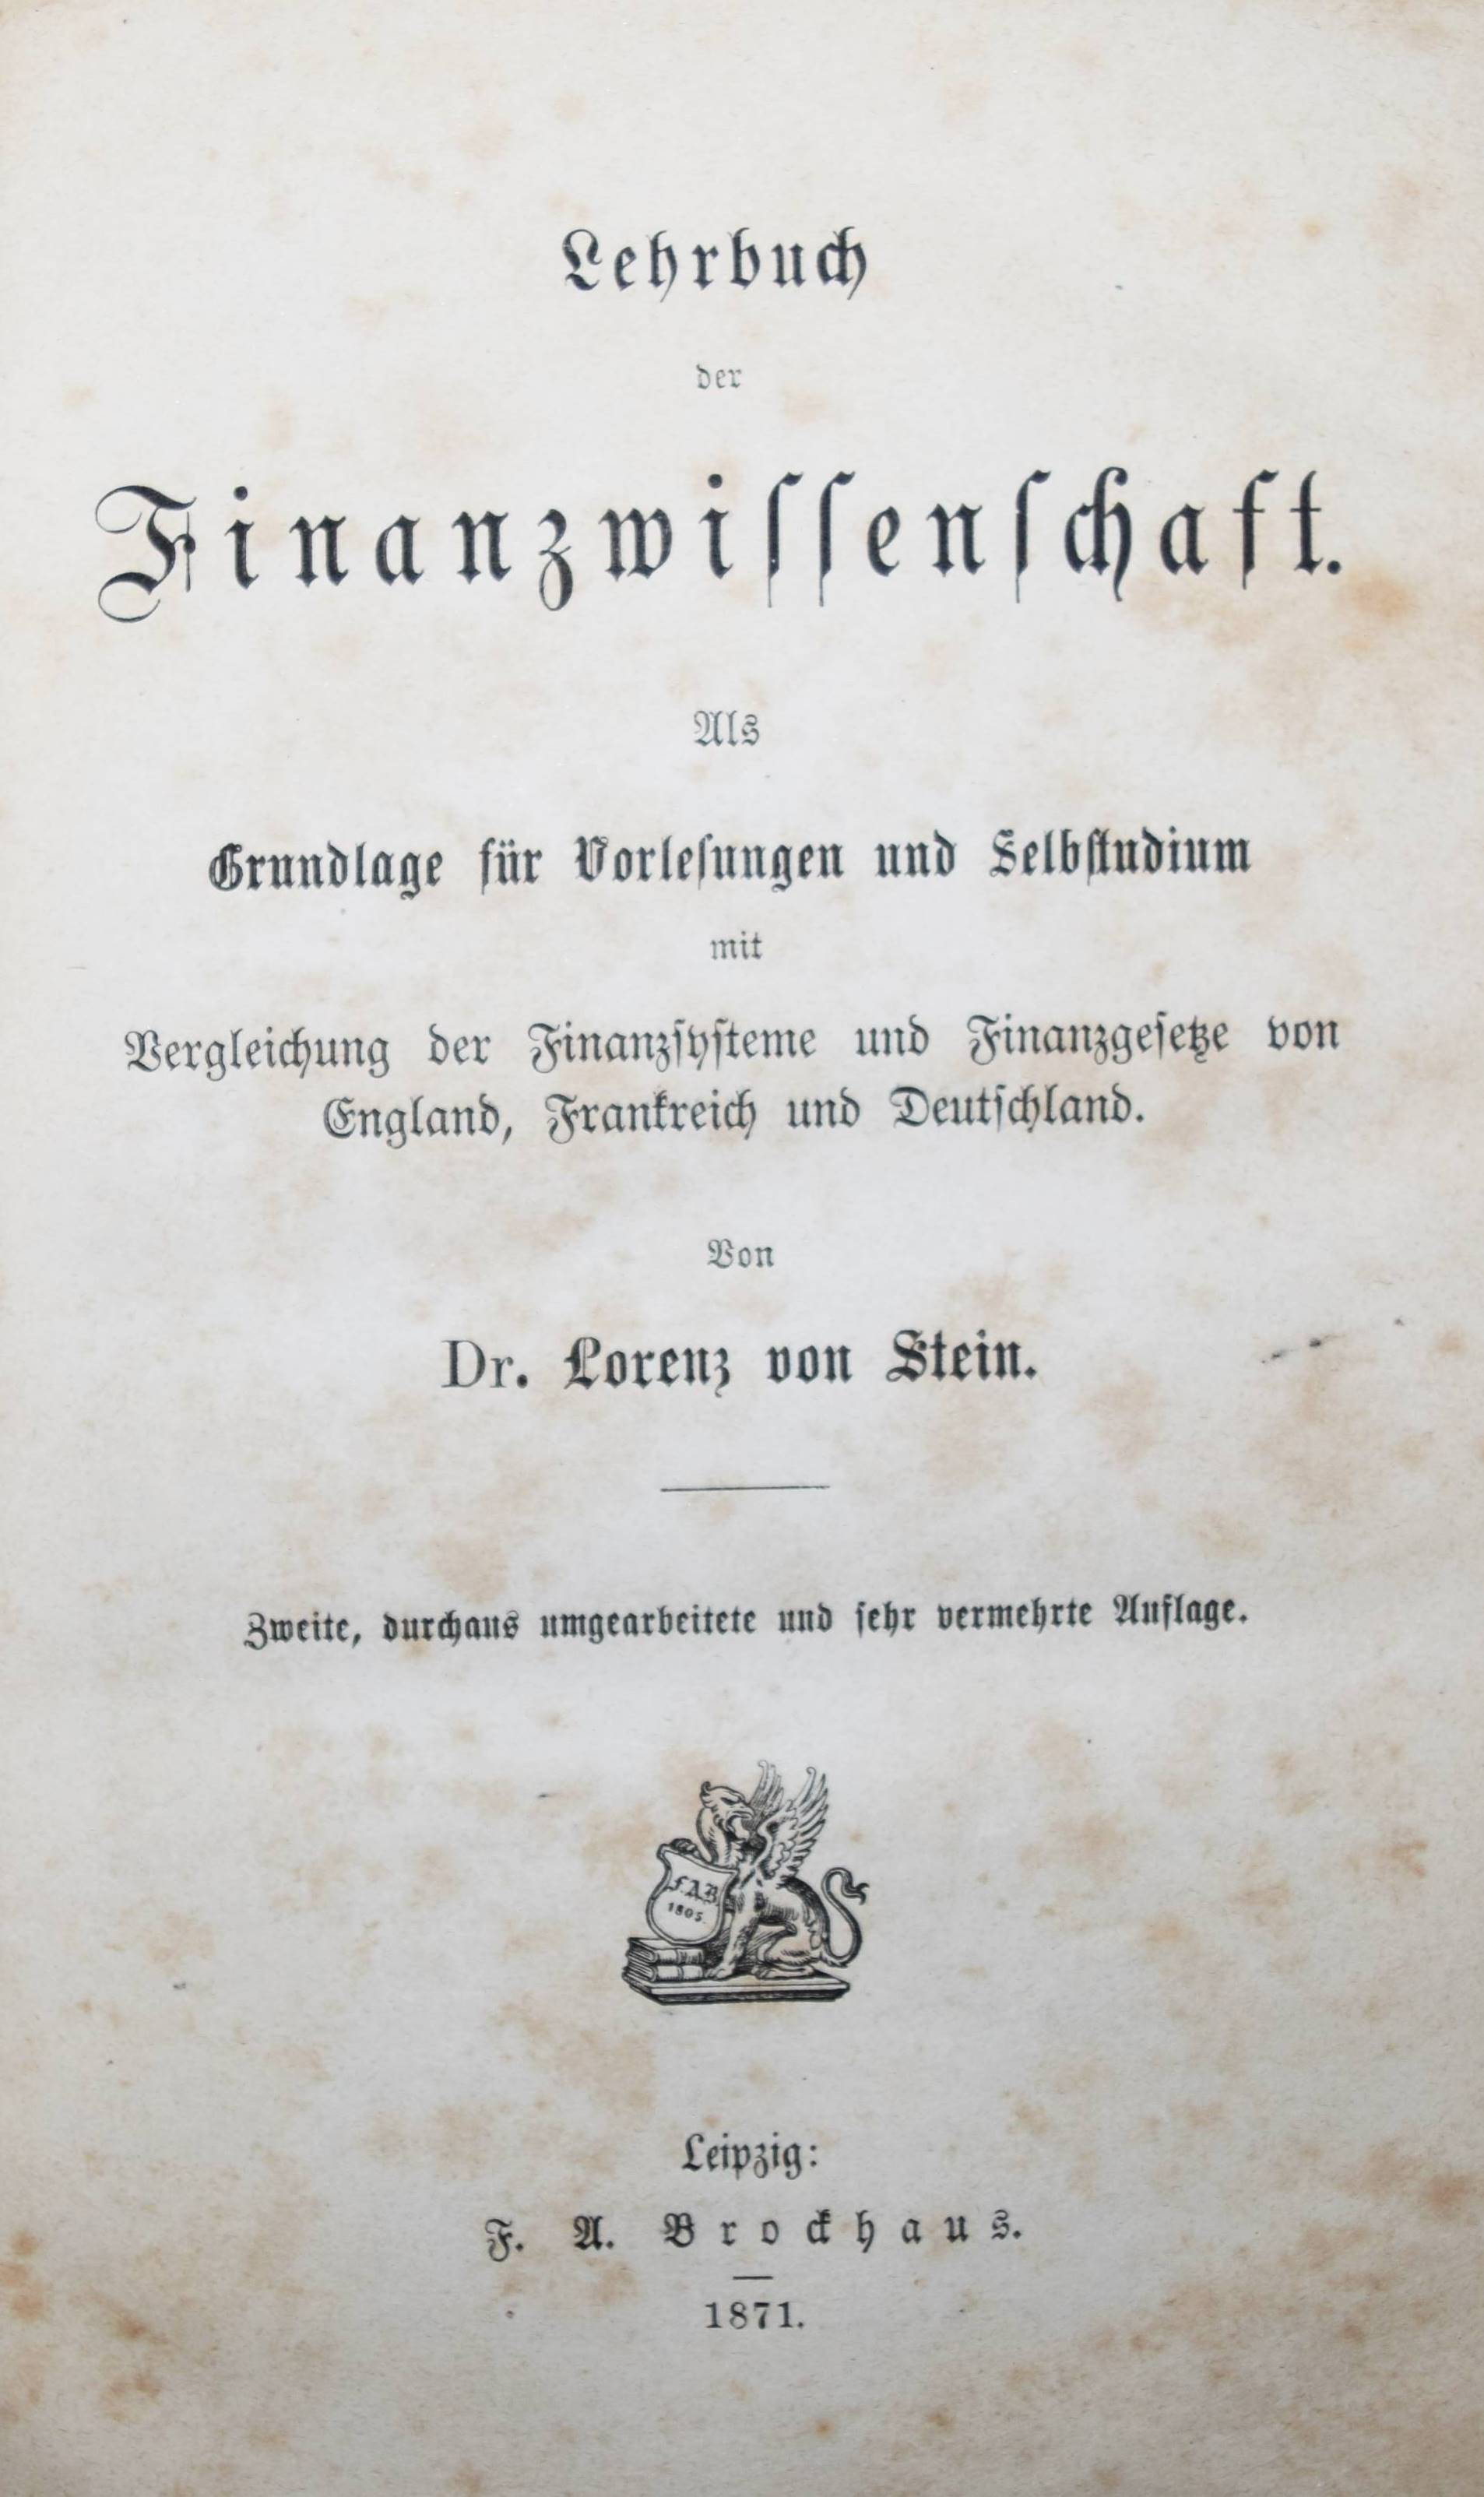 Lehrbuch
der
Finanzwiſſenſchaft.
Als
Grundlage für Vorleſungen und Selbſtudium
mit
Vergleichung der Finanzſyſteme und Finanzgeſetze von
England, Frankreich und Deutſchland.
Von
Dr. Lorenz von Stein.
Zweite, durchaus umgearbeitete und ſehr vermehrte Auflage.
F.A.B.
1805.
Leipzig:
F. A. Brockhaus.
1871.